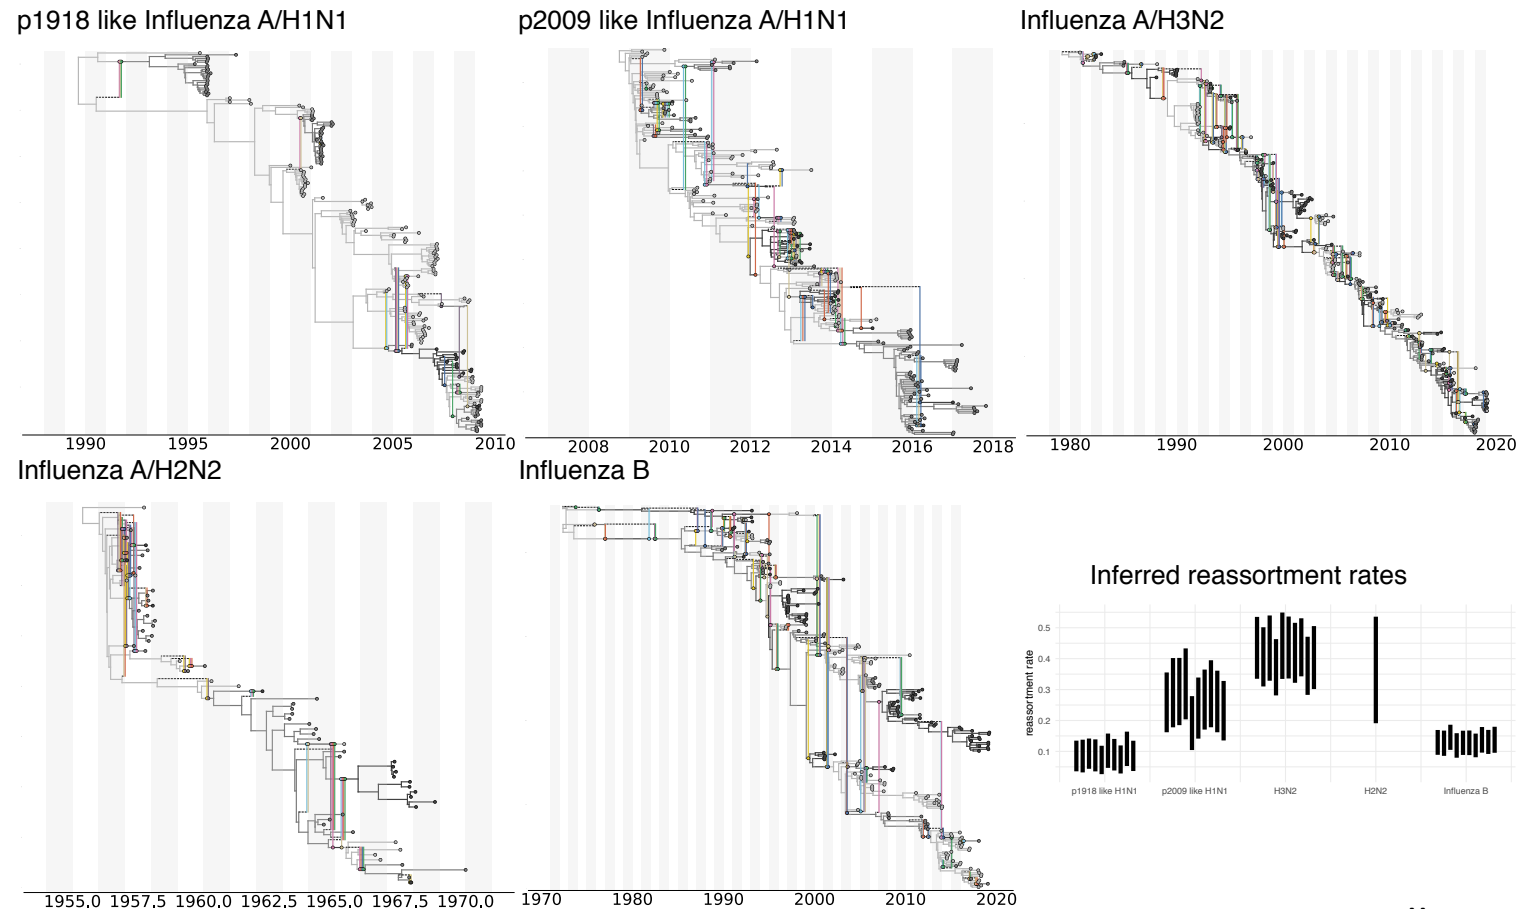 p1918 like Influenza A/H1N1
p2009 like Influenza A/H1N1
Influenza A/H3N2
1990 1995 2000 2005 2010
2008 2010 2012 2014 2016 2018
1980 1990 2000 2010 2020
Influenza A/H2N2
Influenza B
1955.0 1957.5 1960.0 1962.5 1965.0 1967.5 1970.0
1970 1980 1990 2000 2010 2020
Inferred reassortment rates
reassortment rate
0.5
0.4
0.3
0.2
0.1
p1918 like H1N1 p2009 like H1N1 H3N2 H2N2 Influenza B